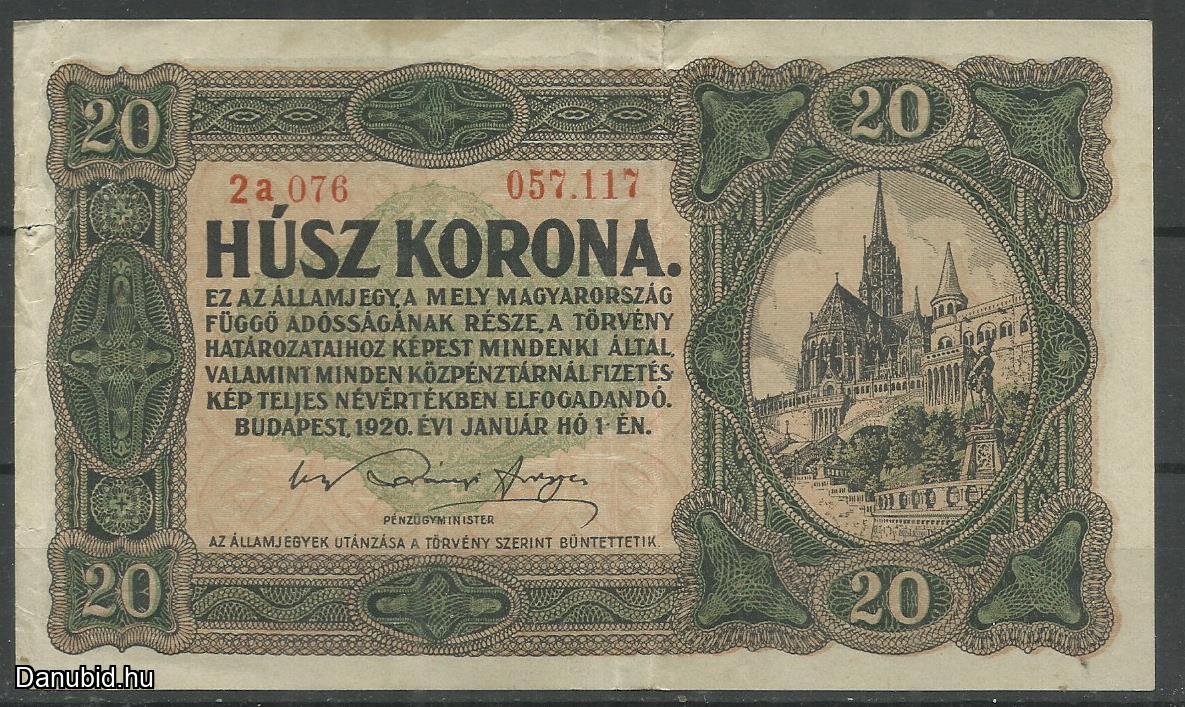 20 20
2a 076 057.117
HÚSZ KORONA.
EZ AZ ÁLLAMJEGY, A MELY MAGYARORSZÁG
FÜGGŐ ADÓSSÁGÁNAK RÉSZE, A TÖRVÉNY
HATÁROZATAIHOZ KÉPEST MINDENKI ÁLTAL,
VALAMINT MINDEN KÖZPÉNZTÁRNÁL FIZETÉS-
KÉP TELJES NÉVÉRTÉKBEN ELFOGADANDÓ.
BUDAPEST, 1920. ÉVI JANUÁR HÓ 1-ÉN.
PÉNZÜGYMINISTER
AZ ÁLLAMJEGYEK UTÁNZÁSA A TÖRVÉNY SZERINT BÜNTETTETIK
20 20
Danubid.hu